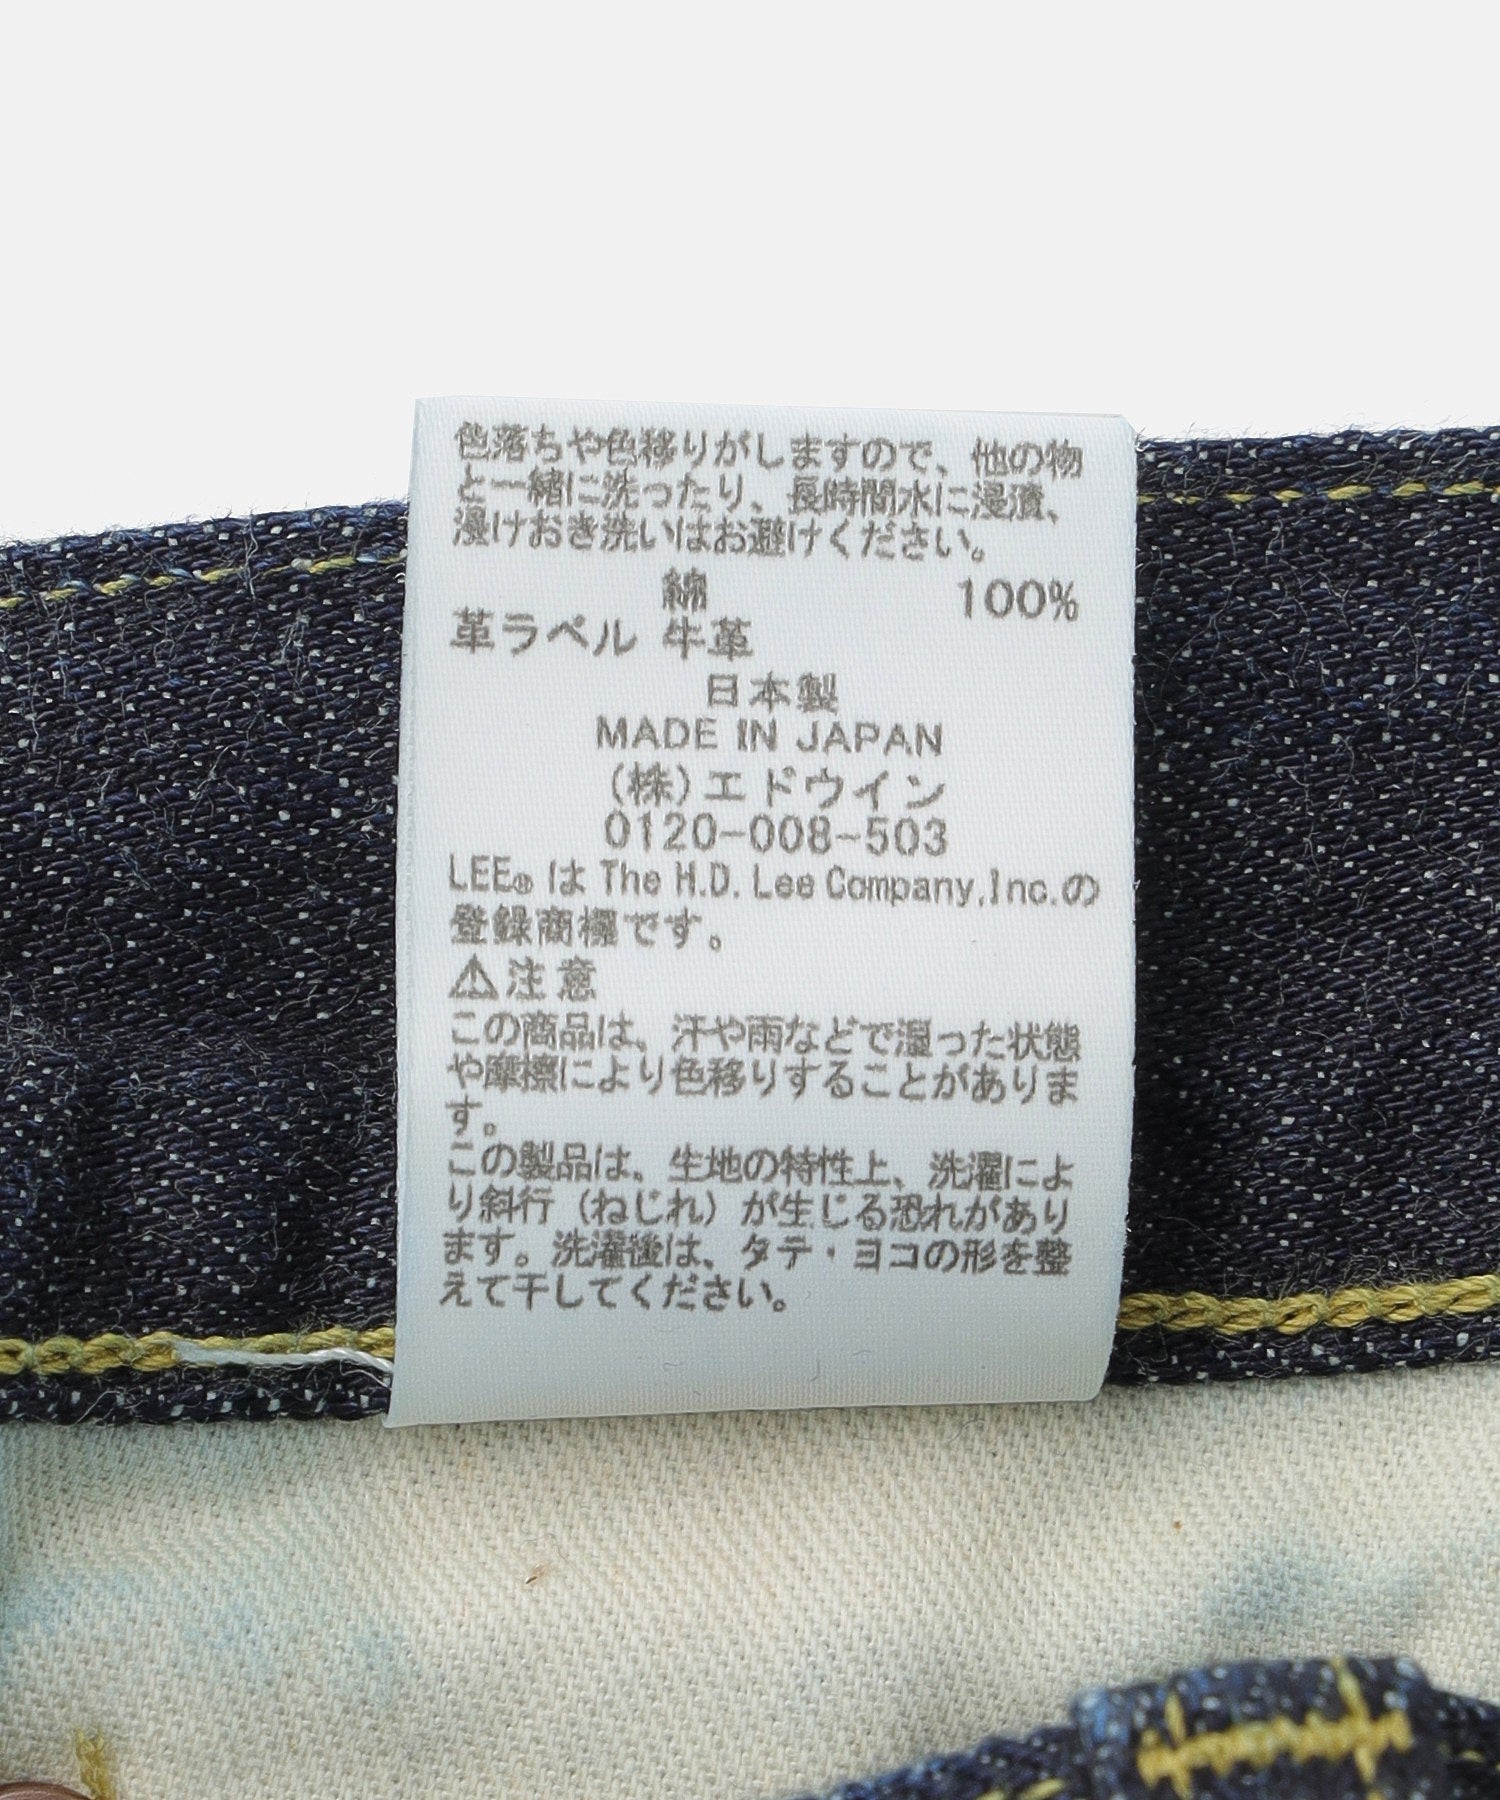 色落ちや色移りがしますので、他の物
と一緒に洗ったり、長時間水に浸漬、
漫けおき洗いはお避けください。
綿 100%
革ラベル 牛革
日本製
MADE IN JAPAN
(株)エドウイン
0120-008-503
LEE® は The H.D. Lee Company,Inc.の
登録商標です。
⚠注意
この商品は、汗や雨などで湿った状態
や摩擦により色移りすることがありま
す。
この製品は、生地の特性上、洗濯によ
り斜行（ねじれ）が生じる恐れがあり
ます。洗濯後は、タテ・ヨコの形を整
えて干してください。